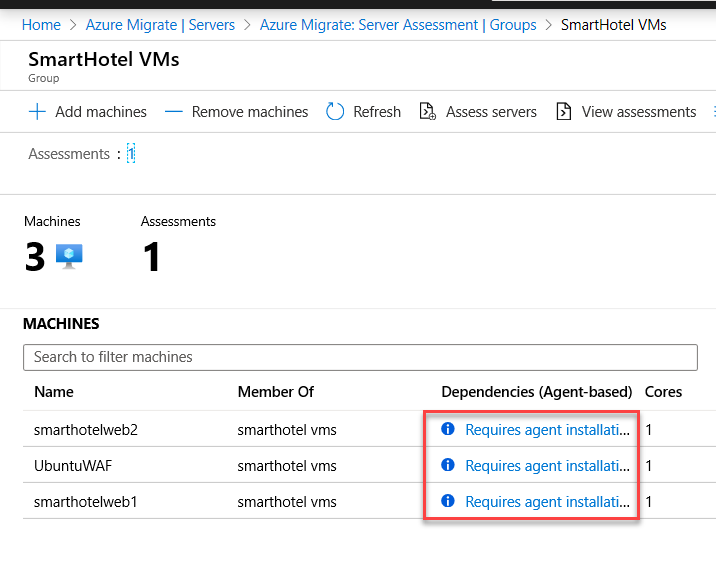 Home > Azure Migrate | Servers > Azure Migrate: Server Assessment | Groups > SmartHotel VMs
SmartHotel VMs
Group
Add machines Remove machines Refresh Assess servers View assessments
Assessments : 1
Machines Assessments
3 1
MACHINES
Search to filter machines
Name Member Of Dependencies (Agent-based) Cores
smarthotelweb2 smarthotel vms Requires agent installati... 1
UbuntuWAF smarthotel vms Requires agent installati... 1
smarthotelweb1 smarthotel vms Requires agent installati... 1